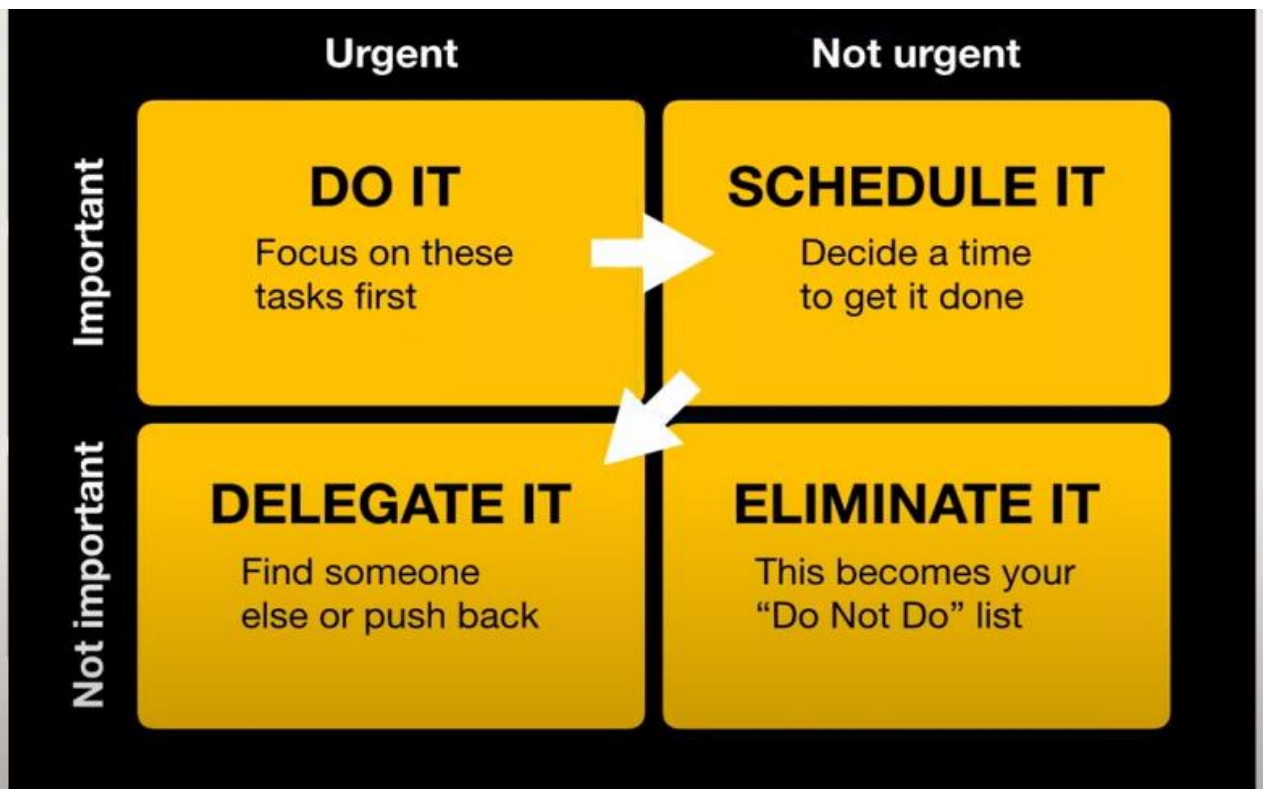 Urgent
Not urgent
Important
DO IT
Focus on these
tasks first
SCHEDULE IT
Decide a time
to get it done
Not important
DELEGATE IT
Find someone
else or push back
ELIMINATE IT
This becomes your
“Do Not Do” list